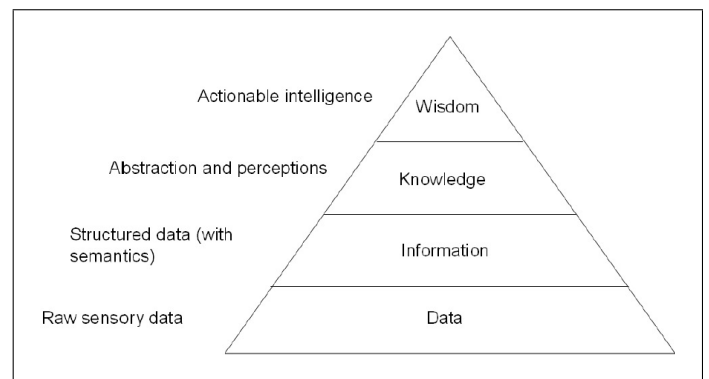 Actionable intelligence
Wisdom
Abstraction and perceptions
Knowledge
Structured data (with
semantics)
Information
Raw sensory data
Data